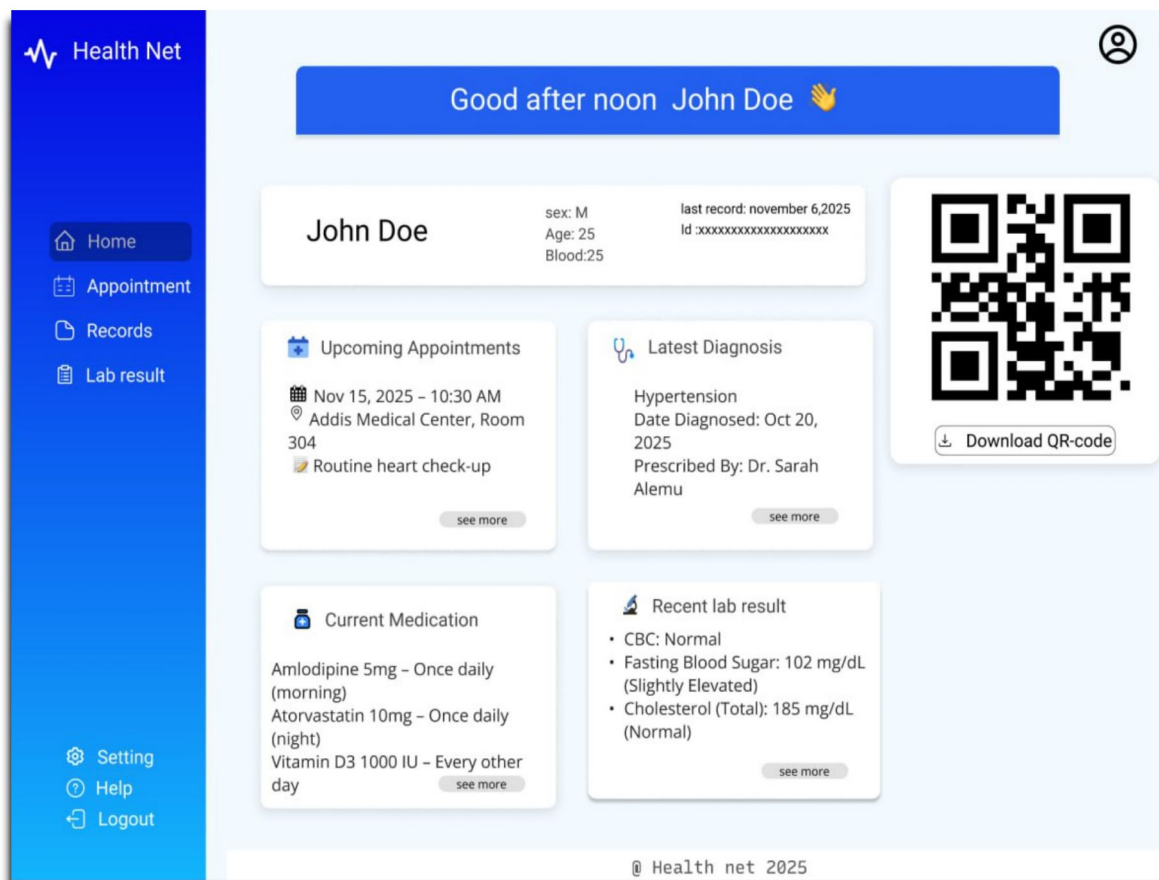 Health Net
Good after noon John Doe 👋
Home
Appointment
Records
Lab result
Setting
Help
Logout
John Doe
sex: M
Age: 25
Blood:25
last record: november 6,2025
Id :xxxxxxxxxxxxxxxxxxxx
Download QR-code
Upcoming Appointments
Nov 15, 2025 – 10:30 AM
Addis Medical Center, Room
304
Routine heart check-up
see more
Latest Diagnosis
Hypertension
Date Diagnosed: Oct 20,
2025
Prescribed By: Dr. Sarah
Alemu
see more
Current Medication
Amlodipine 5mg – Once daily
(morning)
Atorvastatin 10mg – Once daily
(night)
Vitamin D3 1000 IU – Every other
day
see more
Recent lab result
• CBC: Normal
• Fasting Blood Sugar: 102 mg/dL
(Slightly Elevated)
• Cholesterol (Total): 185 mg/dL
(Normal)
see more
@ Health net 2025